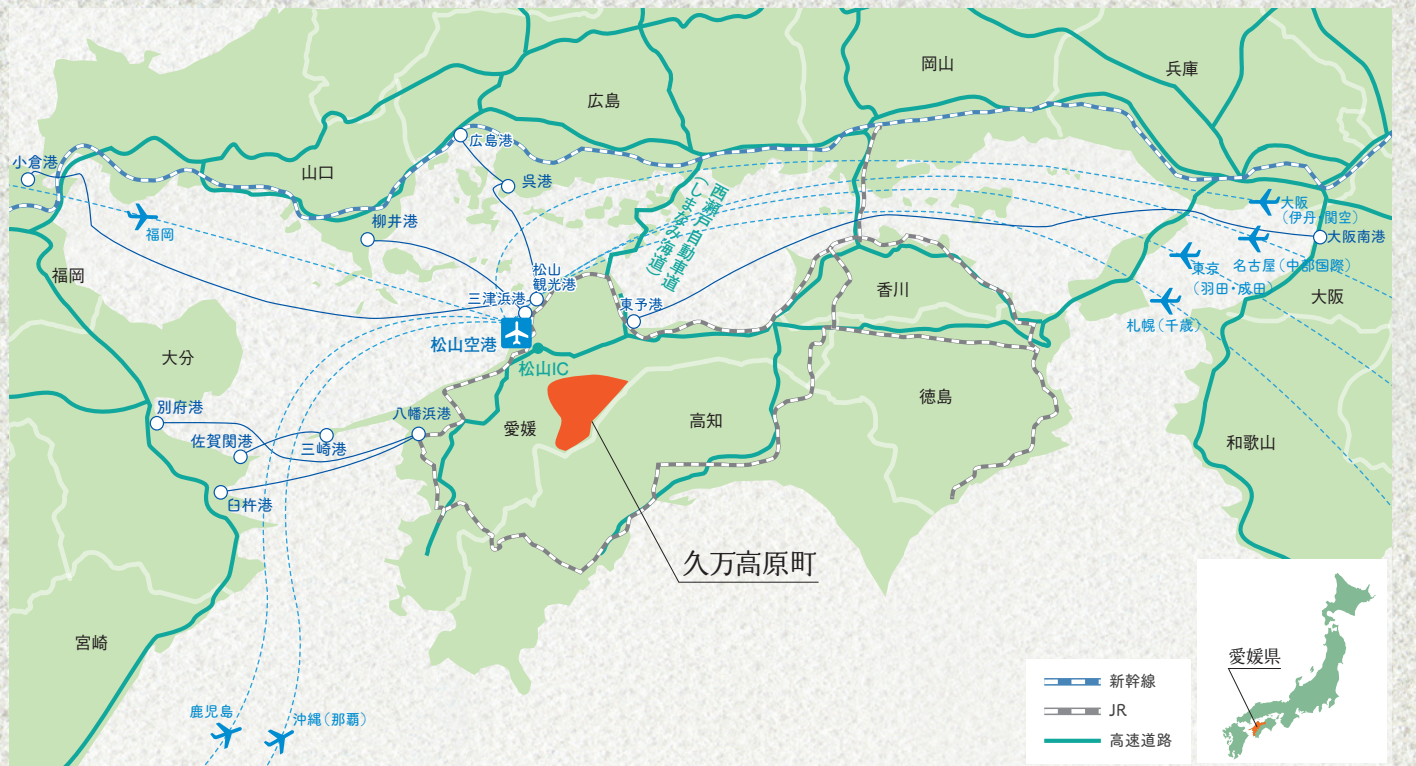 岡山
兵庫
広島
小倉港
広島港
山口
呉港
西瀬戸自動車道
（しまなみ海道）
柳井港
福岡
大阪
（伊丹・関空）
大阪南港
福岡
松山
観光港
三津浜港
東予港
東京
（羽田・成田）
名古屋（中部国際）
香川
大阪
札幌（千歳）
松山空港
松山IC
大分
別府港
八幡浜港
愛媛
高知
徳島
佐賀関港
三崎港
和歌山
臼杵港
久万高原町
宮崎
鹿児島
沖縄（那覇）
愛媛県
新幹線
JR
高速道路